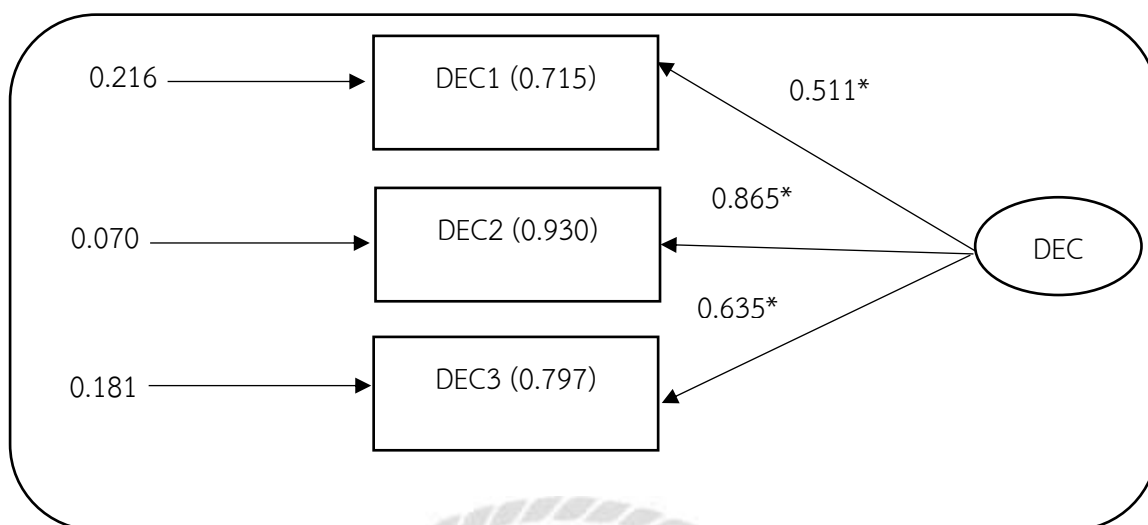 0.216
DEC1 (0.715)
0.511*
0.070
DEC2 (0.930)
0.865*
DEC
0.181
DEC3 (0.797)
0.635*